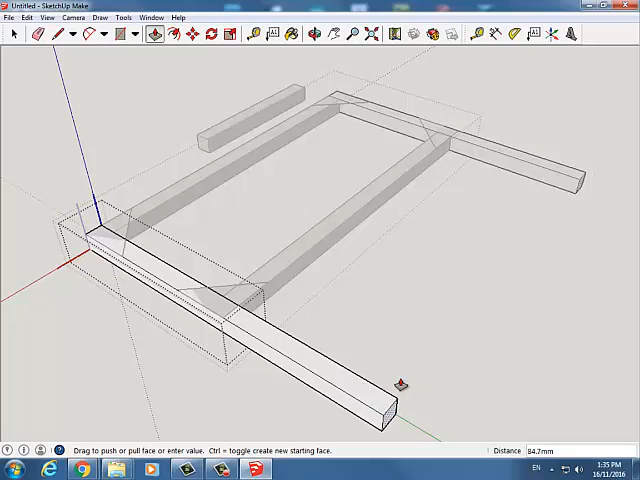 Untitled - SketchUp Make
File Edit View Camera Draw Tools Window Help
Drag to push or pull face or enter value. Ctrl = toggle create new starting face.
Distance 84.7mm
EN
1:35 PM
16/11/2016